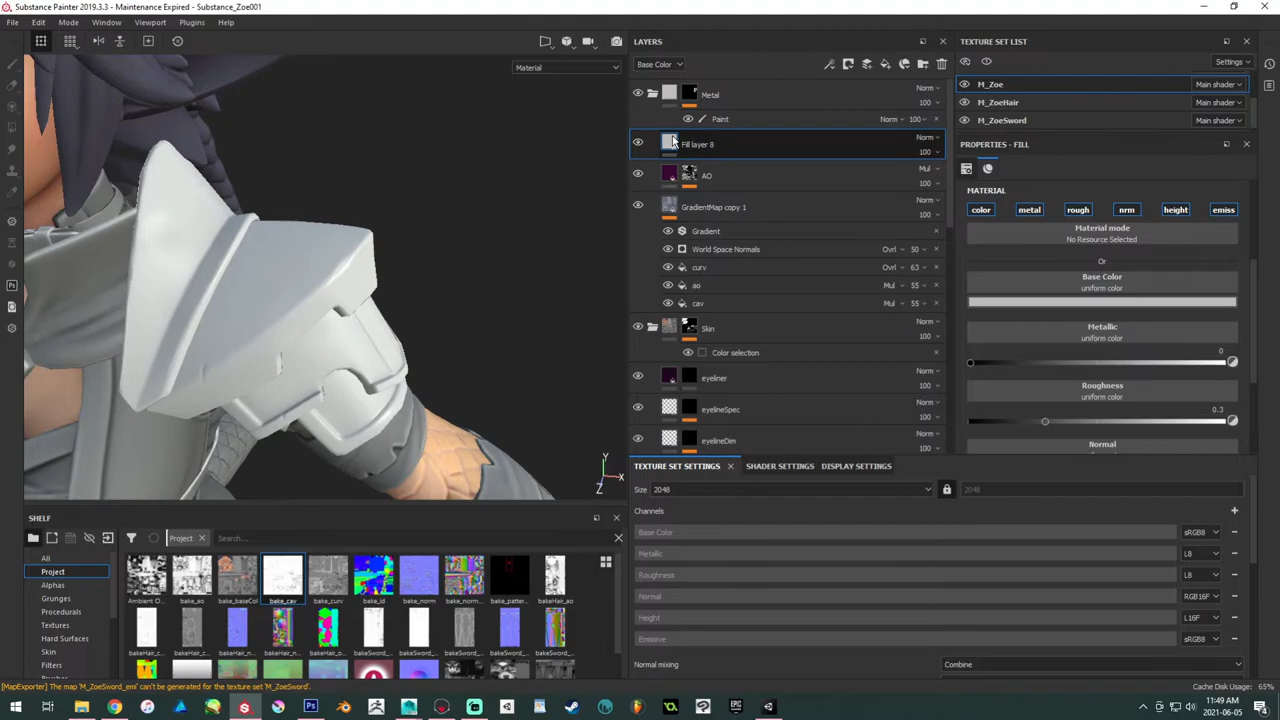 Substance Painter 2019.3.3 - Maintenance Expired - Substance_Zoe001
File Edit Mode Window Viewport Plugins Help
Material
LAYERS
Base Color
Metal
Norm
100
Paint Norm 100
Fill layer 8
Norm
100
AO
Mul
100
GradientMap copy 1
Norm
100
Gradient
World Space Normals Ovrl 50
curv Ovrl 63
ao Mul 55
cav Mul 55
Skin
Norm
100
Color selection
eyeliner
Norm
100
eyelineSpec
Norm
100
eyelineDim
Norm
100
TEXTURE SET LIST
Settings
M_Zoe Main shader
M_ZoeHair Main shader
M_ZoeSword Main shader
PROPERTIES - FILL
MATERIAL
color metal rough nrm height emiss
Material mode
No Resource Selected
Or
Base Color
uniform color
Metallic
uniform color
0
Roughness
uniform color
0.3
Normal
TEXTURE SET SETTINGS SHADER SETTINGS DISPLAY SETTINGS
Size 2048 2048
Channels
Base Color sRGB8
Metallic L8
Roughness L8
Normal RGB16F
Height L16F
Emissive sRGB8
Normal mixing Combine
Y
X
Z
SHELF
Project Search...
All
Project
Alphas
Grunges
Procedurals
Textures
Hard Surfaces
Skin
Filters
Ambient O... bake_ao bake_baseCol bake_cav bake_curv bake_id bake_norm bake_norm... bake_patter... bakeHair_ao
[MapExporter] The map 'M_ZoeSword_emi' can't be generated for the texture set 'M_ZoeSword'.
Cache Disk Usage: 65%
11:49 AM
2021-06-05